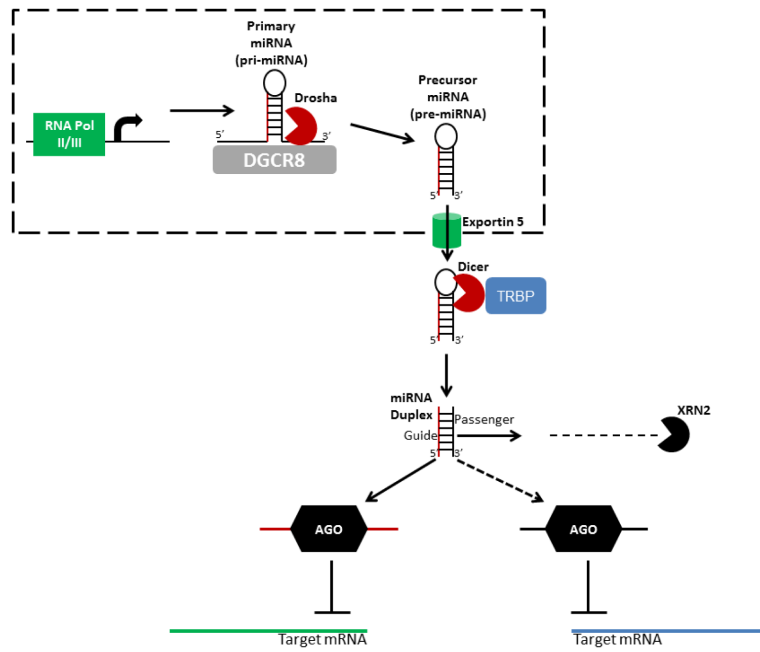 Primary
miRNA
(pri-miRNA)
Drosha
RNA Pol
II/III
5′
3′
DGCR8
Precursor
miRNA
(pre-miRNA)
5′
3′
Exportin 5
Dicer
TRBP
5′
3′
miRNA
Duplex
Passenger
Guide
5′
3′
XRN2
AGO
AGO
Target mRNA
Target mRNA